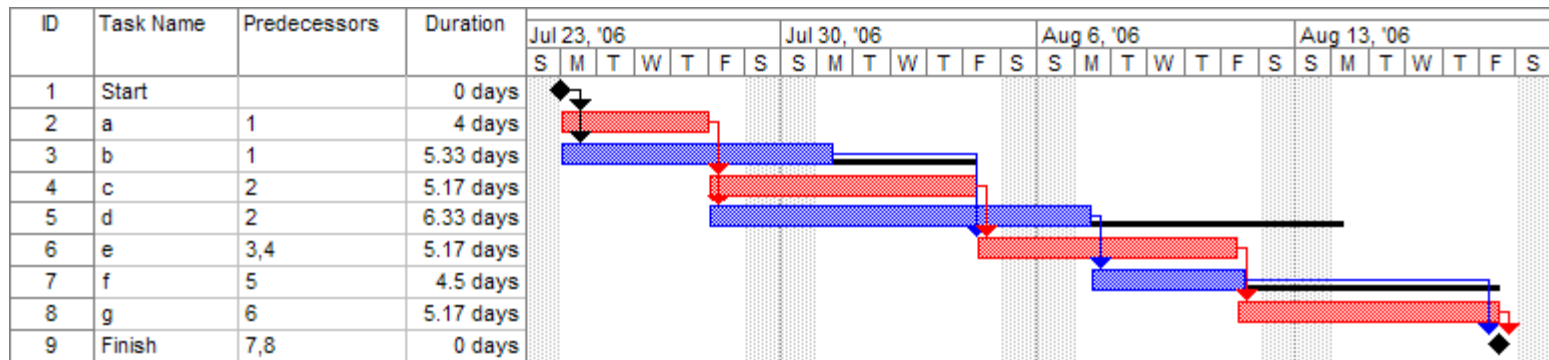 ID Task Name Predecessors Duration Jul 23, '06 Jul 30, '06 Aug 6, '06 Aug 13, '06
S M T W T F S S M T W T F S S M T W T F S S M T W T F S
1 Start 0 days
2 a 1 4 days
3 b 1 5.33 days
4 c 2 5.17 days
5 d 2 6.33 days
6 e 3,4 5.17 days
7 f 5 4.5 days
8 g 6 5.17 days
9 Finish 7,8 0 days